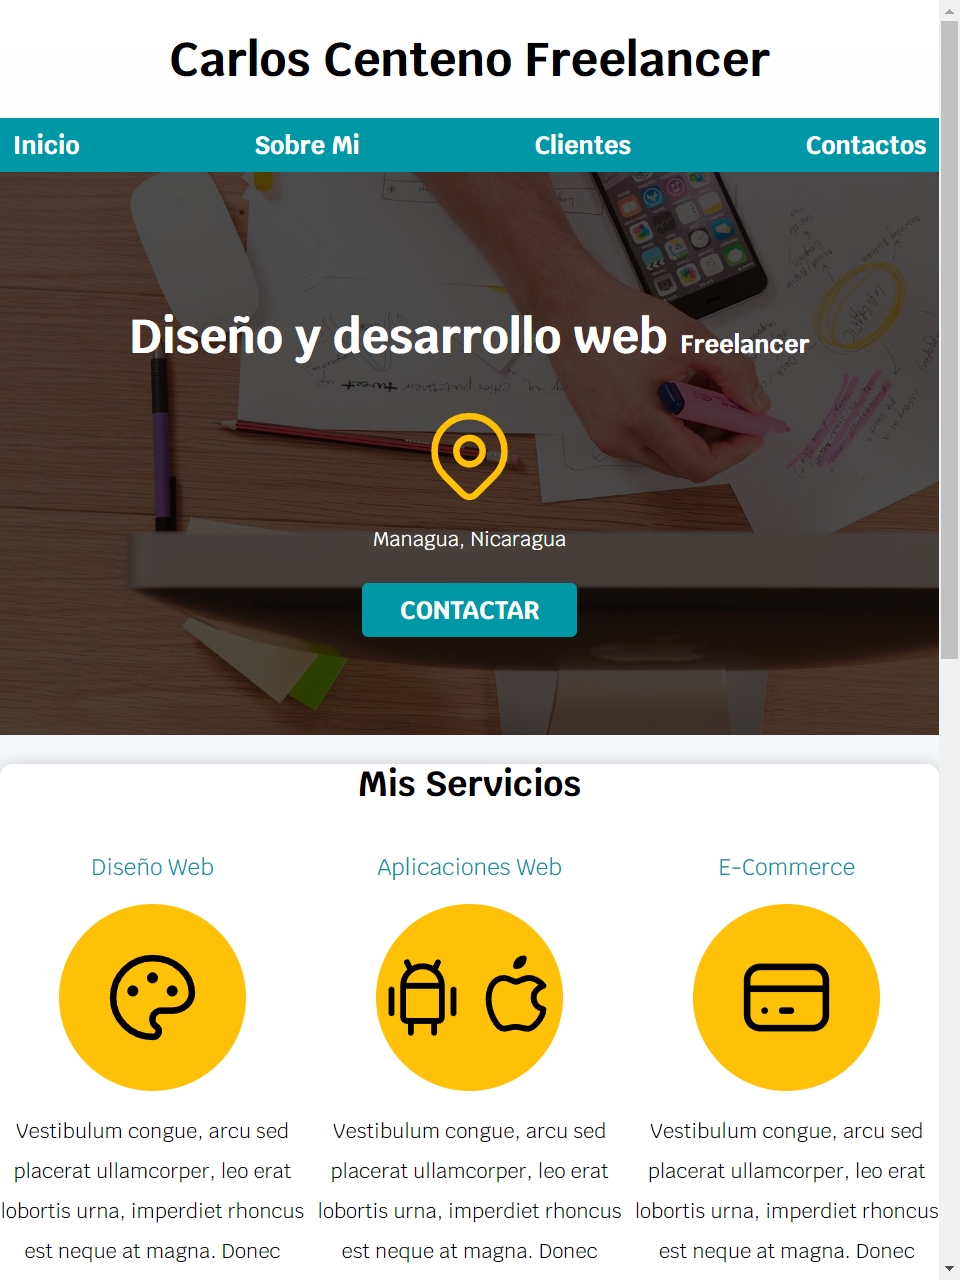 Carlos Centeno Freelancer
Inicio Sobre Mi Clientes Contactos
Diseño y desarrollo web Freelancer
Managua, Nicaragua
CONTACTAR
Mis Servicios
Diseño Web
Vestibulum congue, arcu sed
placerat ullamcorper, leo erat
lobortis urna, imperdiet rhoncus
est neque at magna. Donec
Aplicaciones Web
Vestibulum congue, arcu sed
placerat ullamcorper, leo erat
lobortis urna, imperdiet rhoncus
est neque at magna. Donec
E-Commerce
Vestibulum congue, arcu sed
placerat ullamcorper, leo erat
lobortis urna, imperdiet rhoncus
est neque at magna. Donec